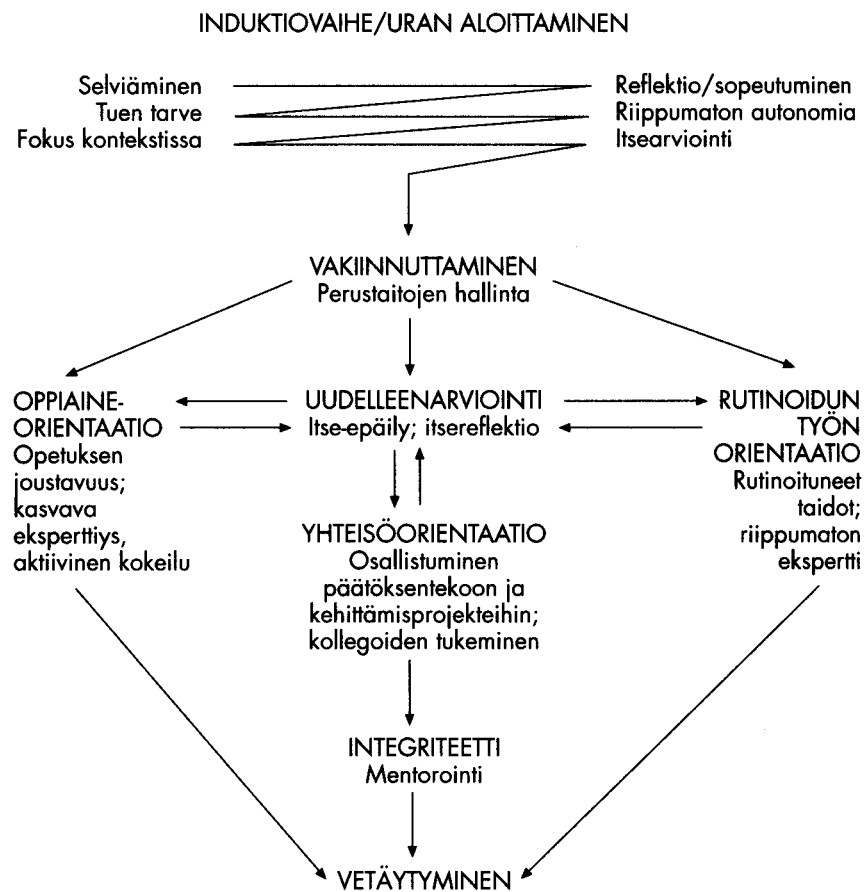 INDUKTIOVAIHE/URAN ALOITTAMINEN
Selviäminen
Tuen tarve
Fokus kontekstissa
Reflektio/sopeutuminen
Riippumaton autonomia
Itsearviointi
VAKIINNUTTAMINEN
Perustaitojen hallinta
OPPIAINE-
ORIENTAATIO
Opetuksen
joustavuus;
kasvava
eksperttiys,
aktiivinen kokeilu
UUDELLEENARVIOINTI
Itse-epäily; itsereflektio
RUTINOIDUN
TYÖN
ORIENTAATIO
Rutinoituneet
taidot;
riippumaton
ekspertti
YHTEISÖORIENTAATIO
Osallistuminen
päätöksentekoon ja
kehittämisprojekteihin;
kollegoiden tukeminen
INTEGRITEETTI
Mentorointi
VETÄYTYMINEN